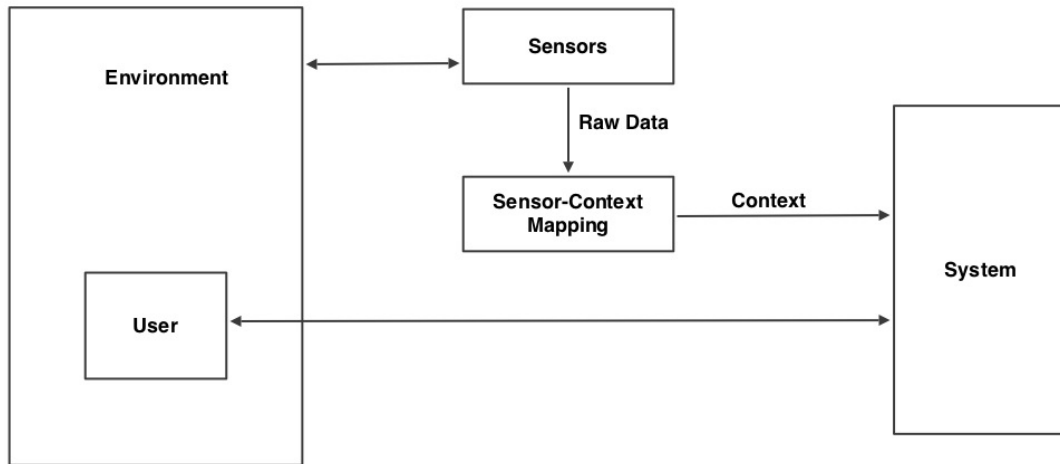 Sensors
Environment
Raw Data
Sensor-Context
Mapping
Context
System
User